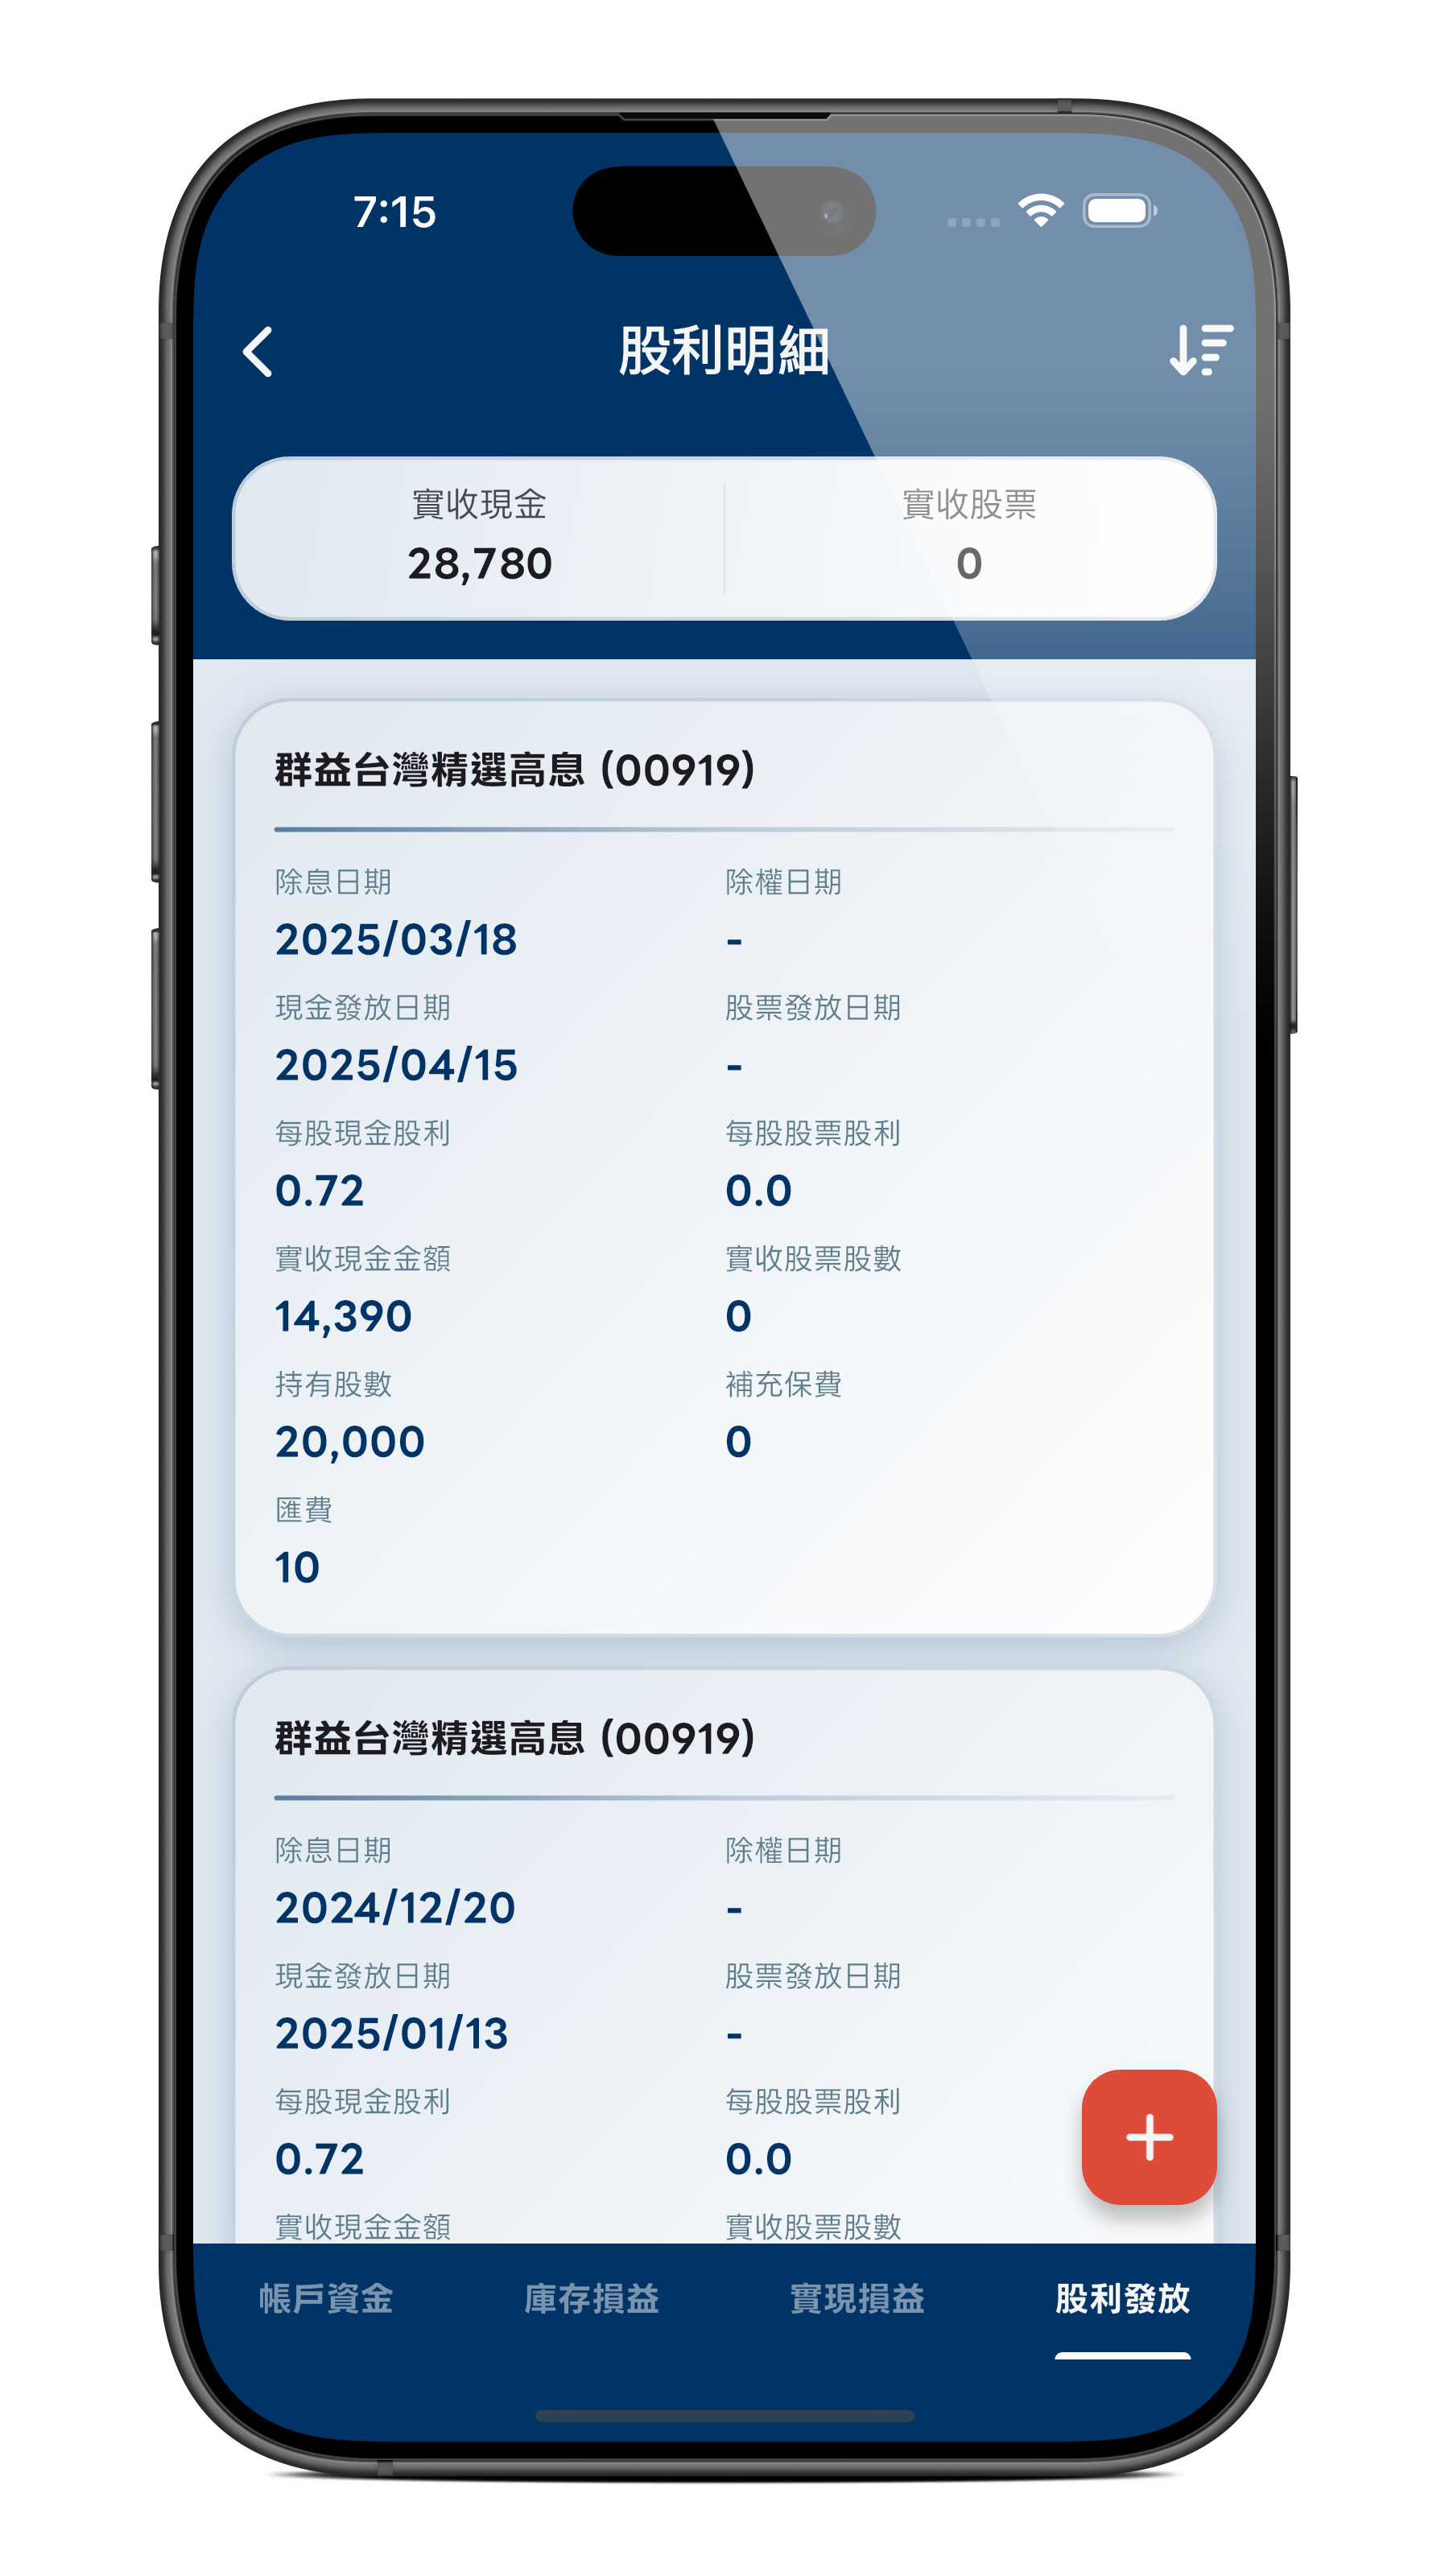 7:15
股利明細
實收現金 實收股票
28,780 0
群益台灣精選高息 (00919)
除息日期 除權日期
2025/03/18 -
現金發放日期 股票發放日期
2025/04/15 -
每股現金股利 每股股票股利
0.72 0.0
實收現金金額 實收股票股數
14,390 0
持有股數 補充保費
20,000 0
匯費
10
群益台灣精選高息 (00919)
除息日期 除權日期
2024/12/20 -
現金發放日期 股票發放日期
2025/01/13 -
每股現金股利 每股股票股利
0.72 0.0
實收現金金額 實收股票股數
帳戶資金 庫存損益 實現損益 股利發放